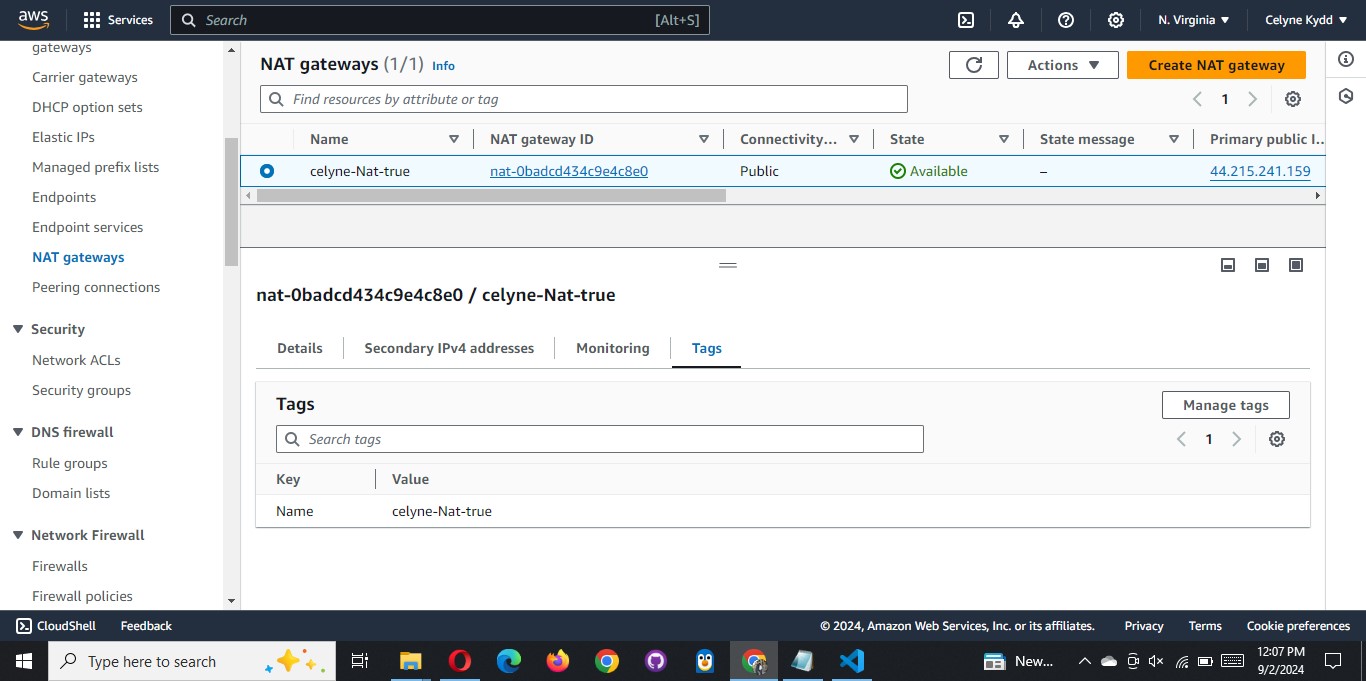 aws
Services
Search
[Alt+S]
N. Virginia
Celyne Kydd
gateways
Carrier gateways
DHCP option sets
Elastic IPs
Managed prefix lists
Endpoints
Endpoint services
NAT gateways
Peering connections
Security
Network ACLs
Security groups
DNS firewall
Rule groups
Domain lists
Network Firewall
Firewalls
Firewall policies
NAT gateways (1/1) Info
Actions
Create NAT gateway
Find resources by attribute or tag
1
Name NAT gateway ID Connectivity... State State message Primary public I...
celyne-Nat-true nat-0badcd434c9e4c8e0 Public Available – 44.215.241.159
nat-0badcd434c9e4c8e0 / celyne-Nat-true
Details Secondary IPv4 addresses Monitoring Tags
Tags
Manage tags
Search tags
1
Key Value
Name celyne-Nat-true
CloudShell Feedback © 2024, Amazon Web Services, Inc. or its affiliates. Privacy Terms Cookie preferences
Type here to search
New...
12:07 PM
9/2/2024